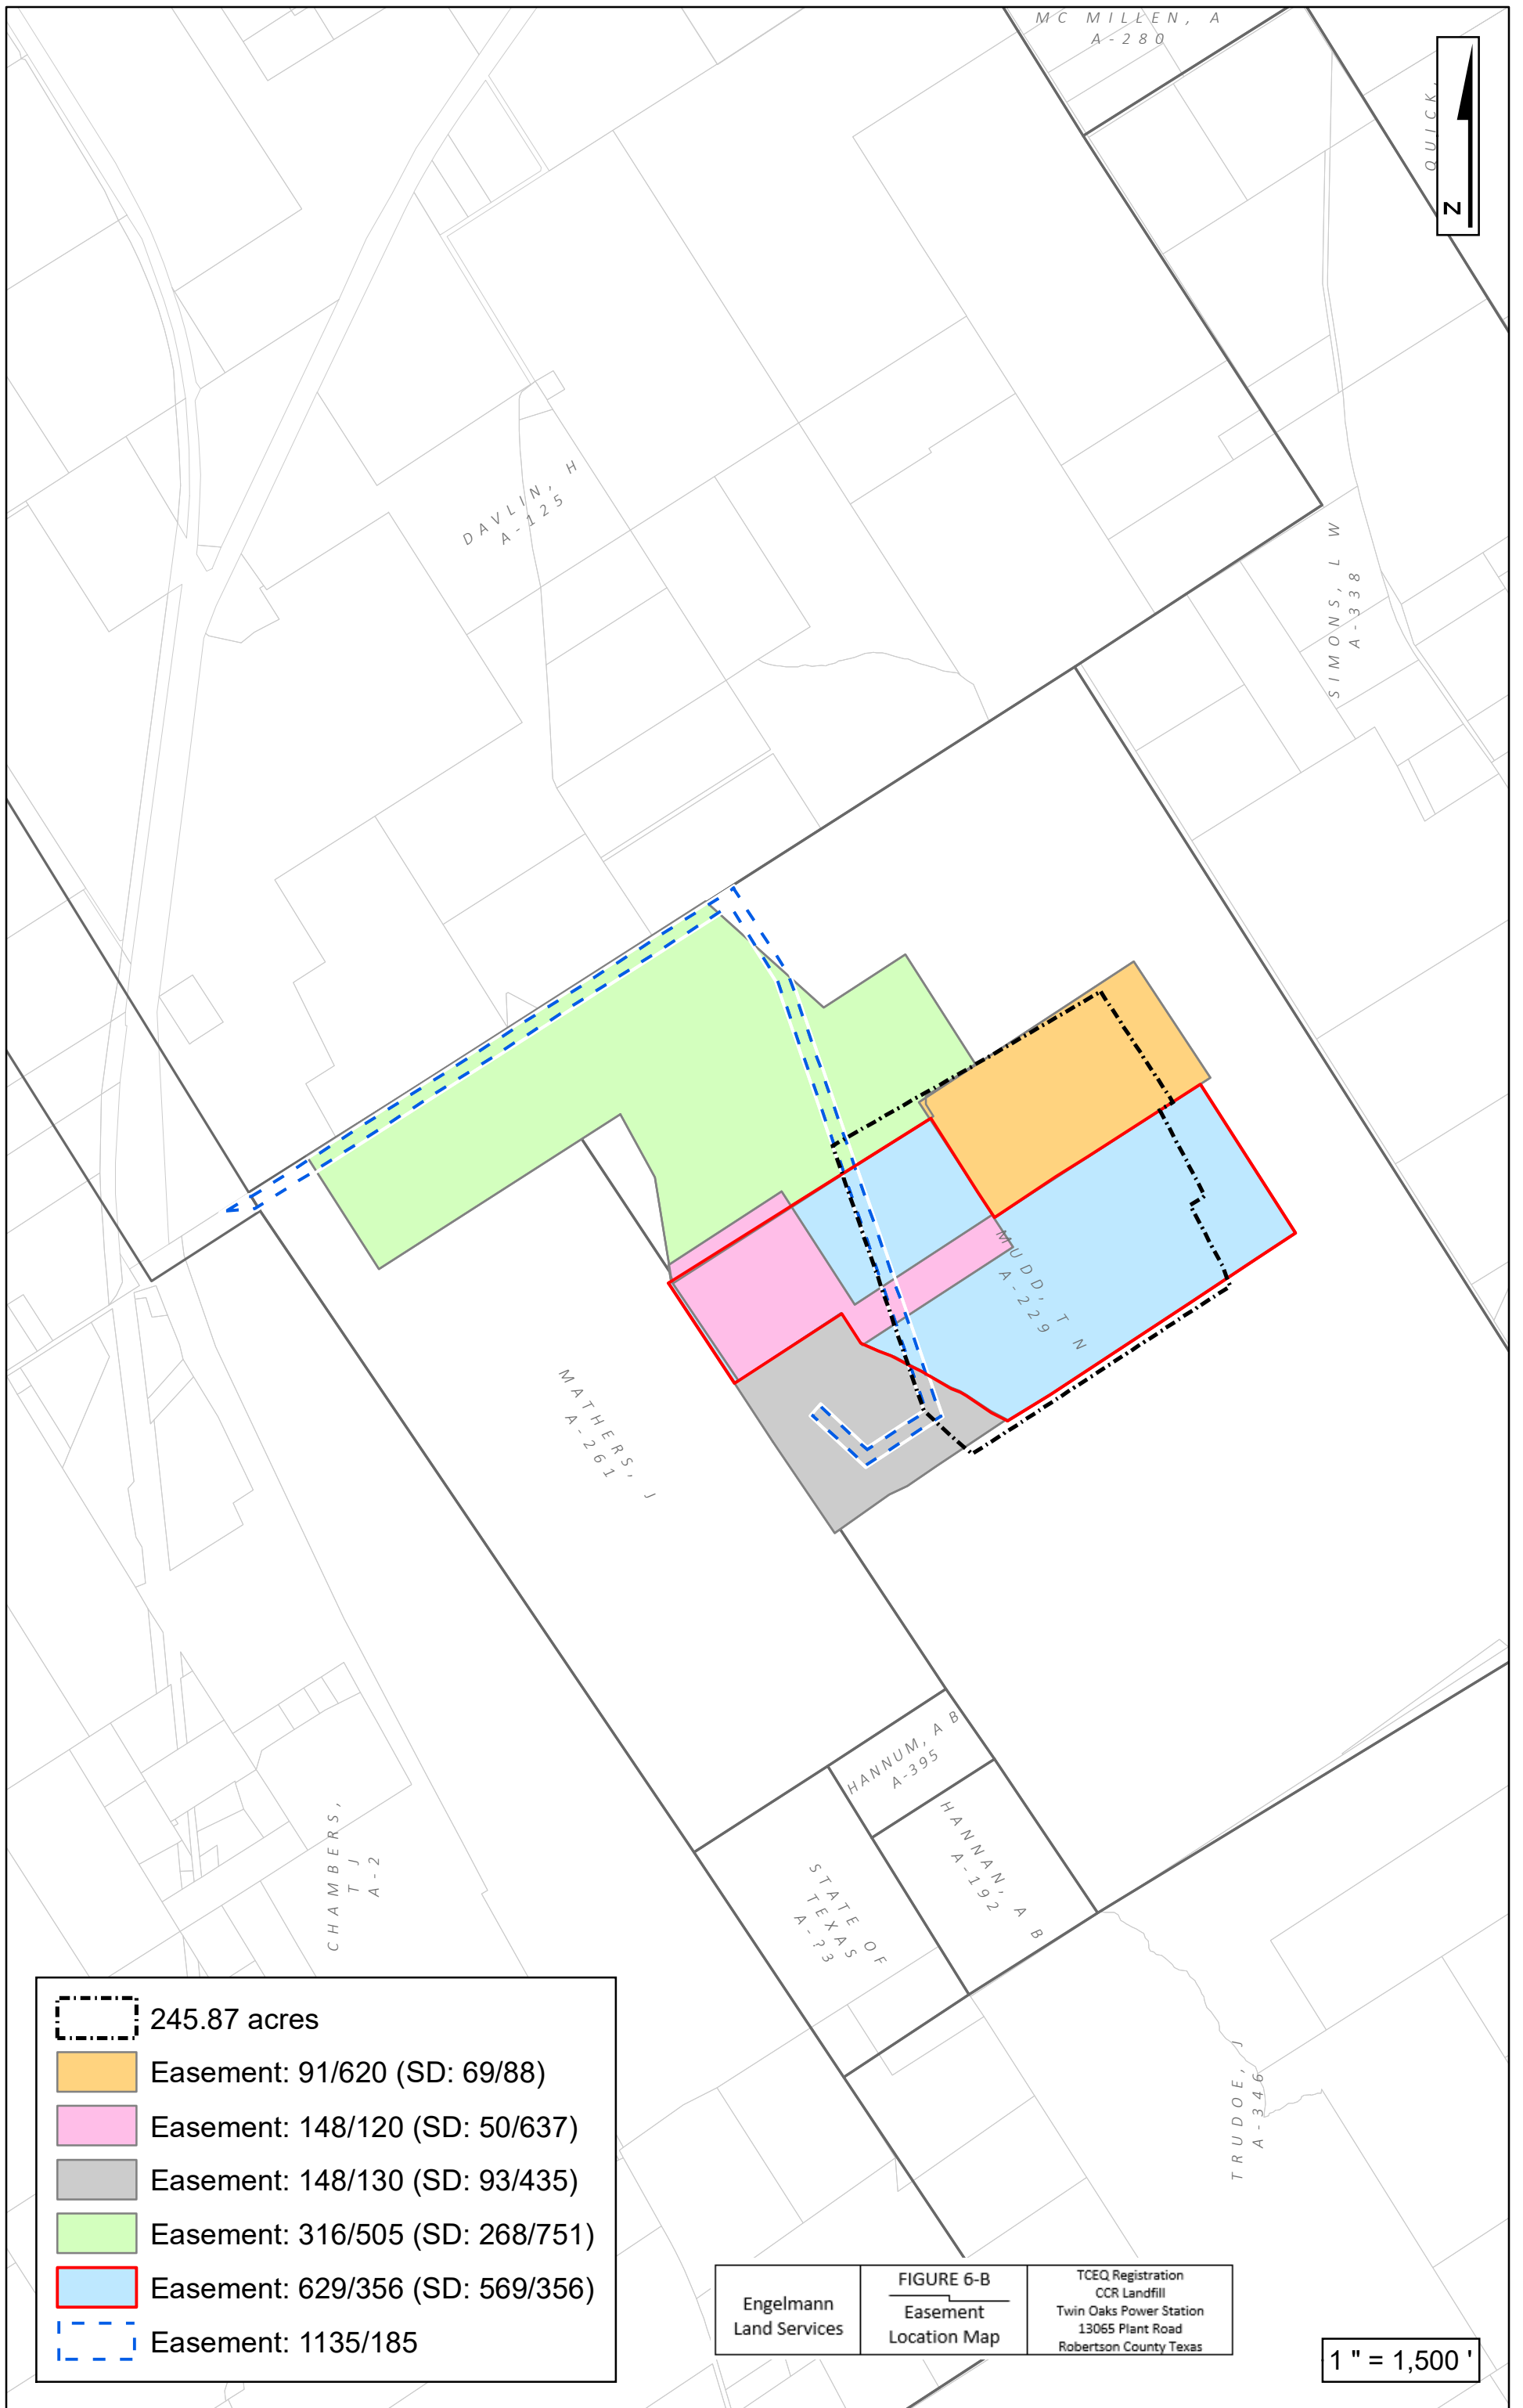 MC MILLEN, A
A-280
QUICK,
N
DAVLIN, H
A-125
SIMONS, L W
A-338
MUDD, T N
A-229
MATHERS, J
A-261
HANNUM, A B
A-395
HANNAN, A B
A-192
STATE OF
TEXAS
A-?3
CHAMBERS,
T J
A-2
TRUDOE, J
A-346
245.87 acres
Easement: 91/620 (SD: 69/88)
Easement: 148/120 (SD: 50/637)
Easement: 148/130 (SD: 93/435)
Easement: 316/505 (SD: 268/751)
Easement: 629/356 (SD: 569/356)
Easement: 1135/185
Engelmann
Land Services
FIGURE 6-B
Easement
Location Map
TCEQ Registration
CCR Landfill
Twin Oaks Power Station
13065 Plant Road
Robertson County Texas
1 " = 1,500 '